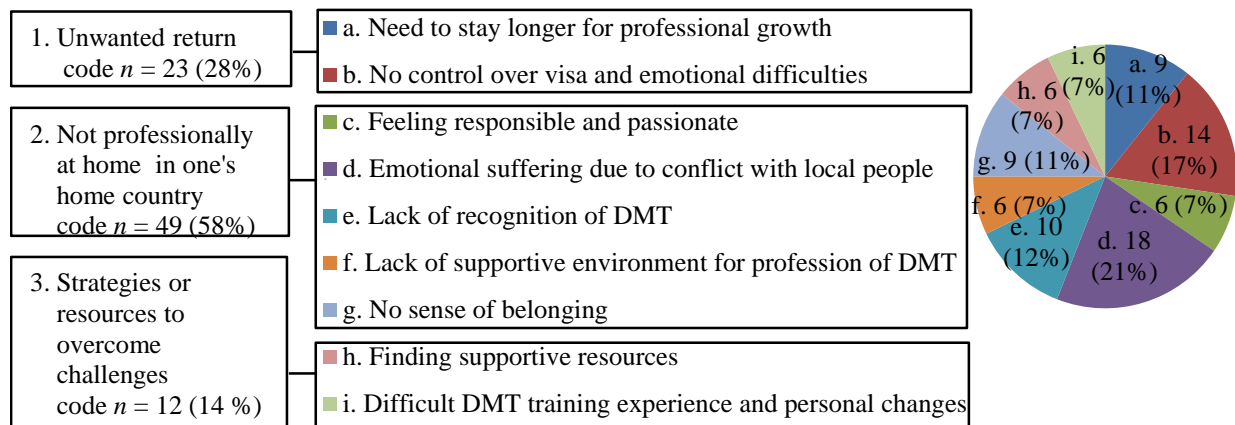 1. Unwanted return
code n = 23 (28%)
a. Need to stay longer for professional growth
b. No control over visa and emotional difficulties
2. Not professionally
at home in one's
home country
code n = 49 (58%)
c. Feeling responsible and passionate
d. Emotional suffering due to conflict with local people
e. Lack of recognition of DMT
f. Lack of supportive environment for profession of DMT
g. No sense of belonging
3. Strategies or
resources to
overcome
challenges
code n = 12 (14 %)
h. Finding supportive resources
i. Difficult DMT training experience and personal changes
a. 9
(11%)
b. 14
(17%)
c. 6 (7%)
d. 18
(21%)
e. 10
(12%)
f. 6 (7%)
g. 9 (11%)
h. 6
(7%)
i. 6
(7%)